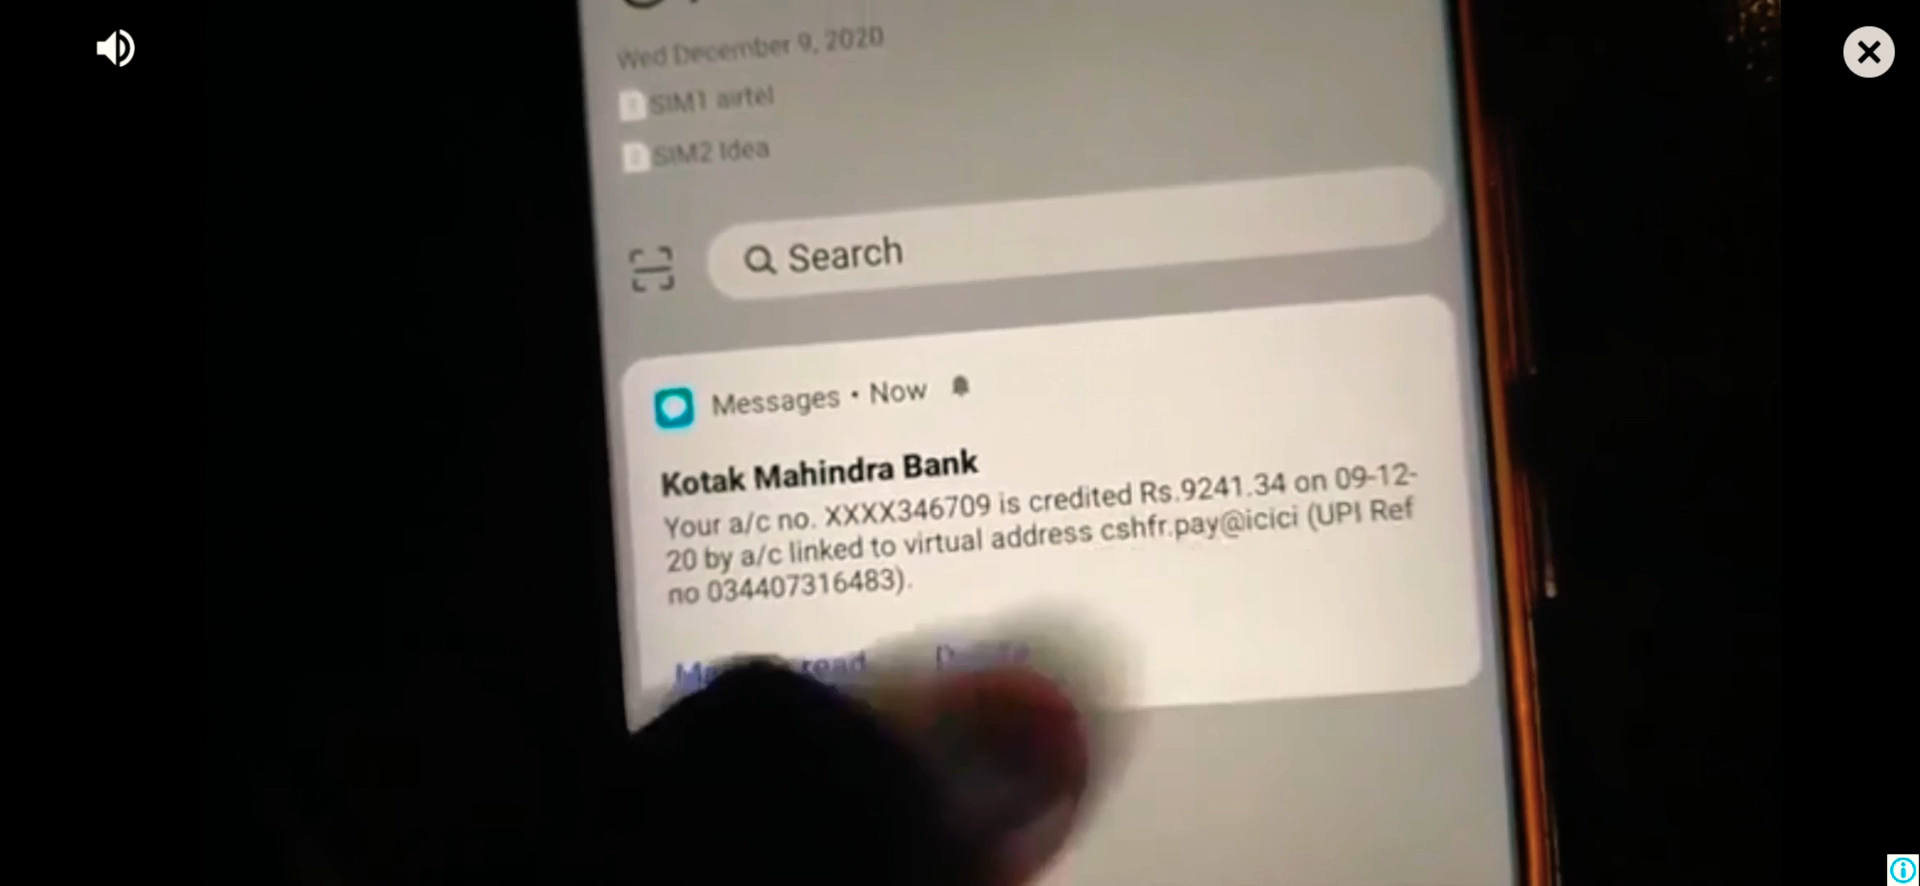 Wed December 9, 2020
SIM1 airtel
SIM2 Idea
Search
Messages • Now
Kotak Mahindra Bank
Your a/c no. XXXX346709 is credited Rs.9241.34 on 09-12-
20 by a/c linked to virtual address cshfr.pay@icici (UPI Ref
no 034407316483).
read